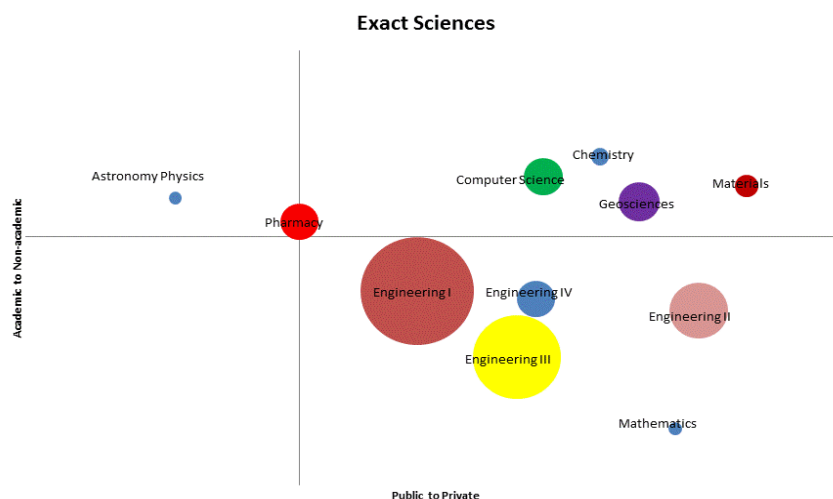 Exact Sciences
Chemistry
Astronomy Physics
Computer Science
Materials
Geosciences
Pharmacy
Academic to Non-academic
Engineering I
Engineering IV
Engineering II
Engineering III
Mathematics
Public to Private